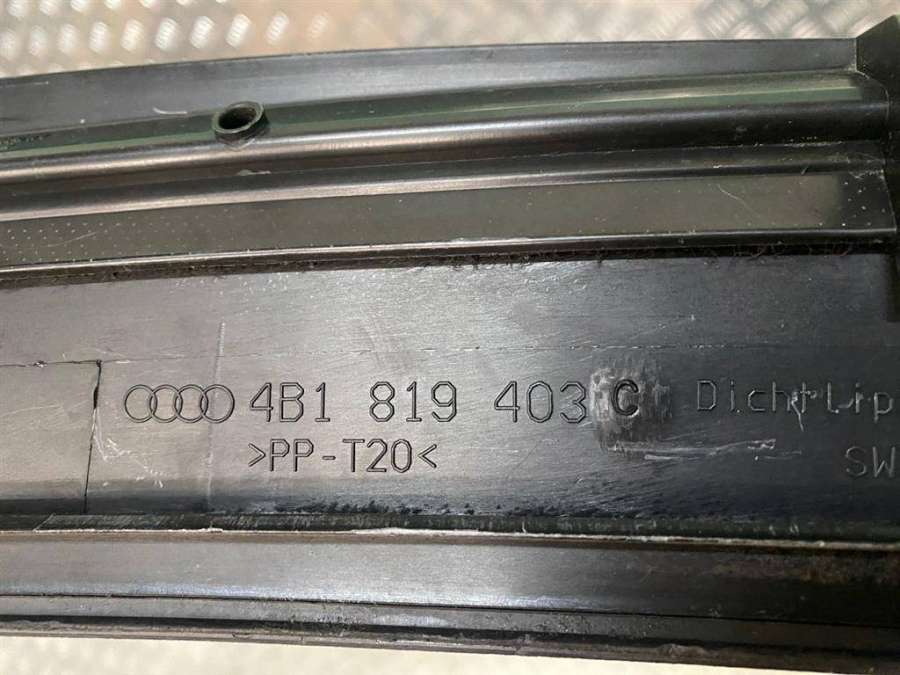 4B1 819 403 C Dichtlip
>PP-T20< SW